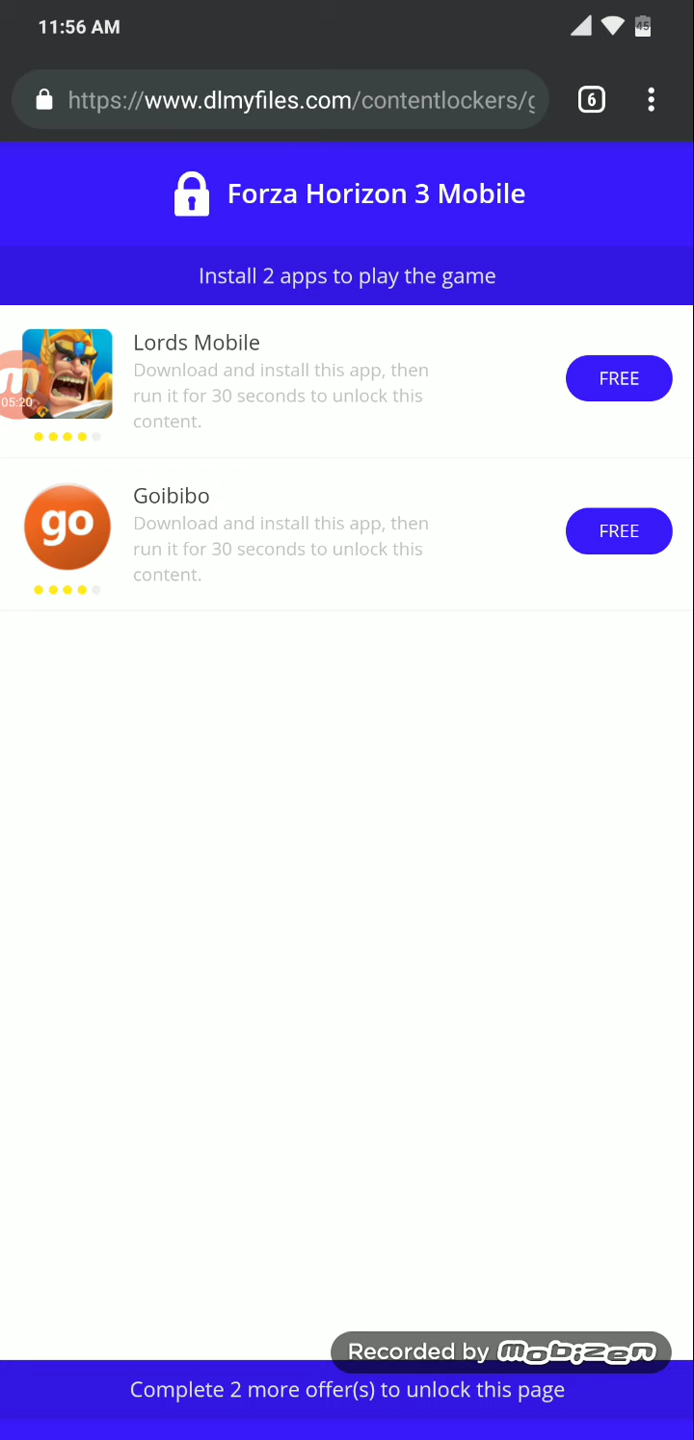 11:56 AM
45
https://www.dlmyfiles.com/contentlockers/
6
Forza Horizon 3 Mobile
Install 2 apps to play the game
Lords Mobile
Download and install this app, then
run it for 30 seconds to unlock this
content.
FREE
05:20
Goibibo
go
Download and install this app, then
run it for 30 seconds to unlock this
content.
FREE
Recorded by mobizen
Complete 2 more offer(s) to unlock this page